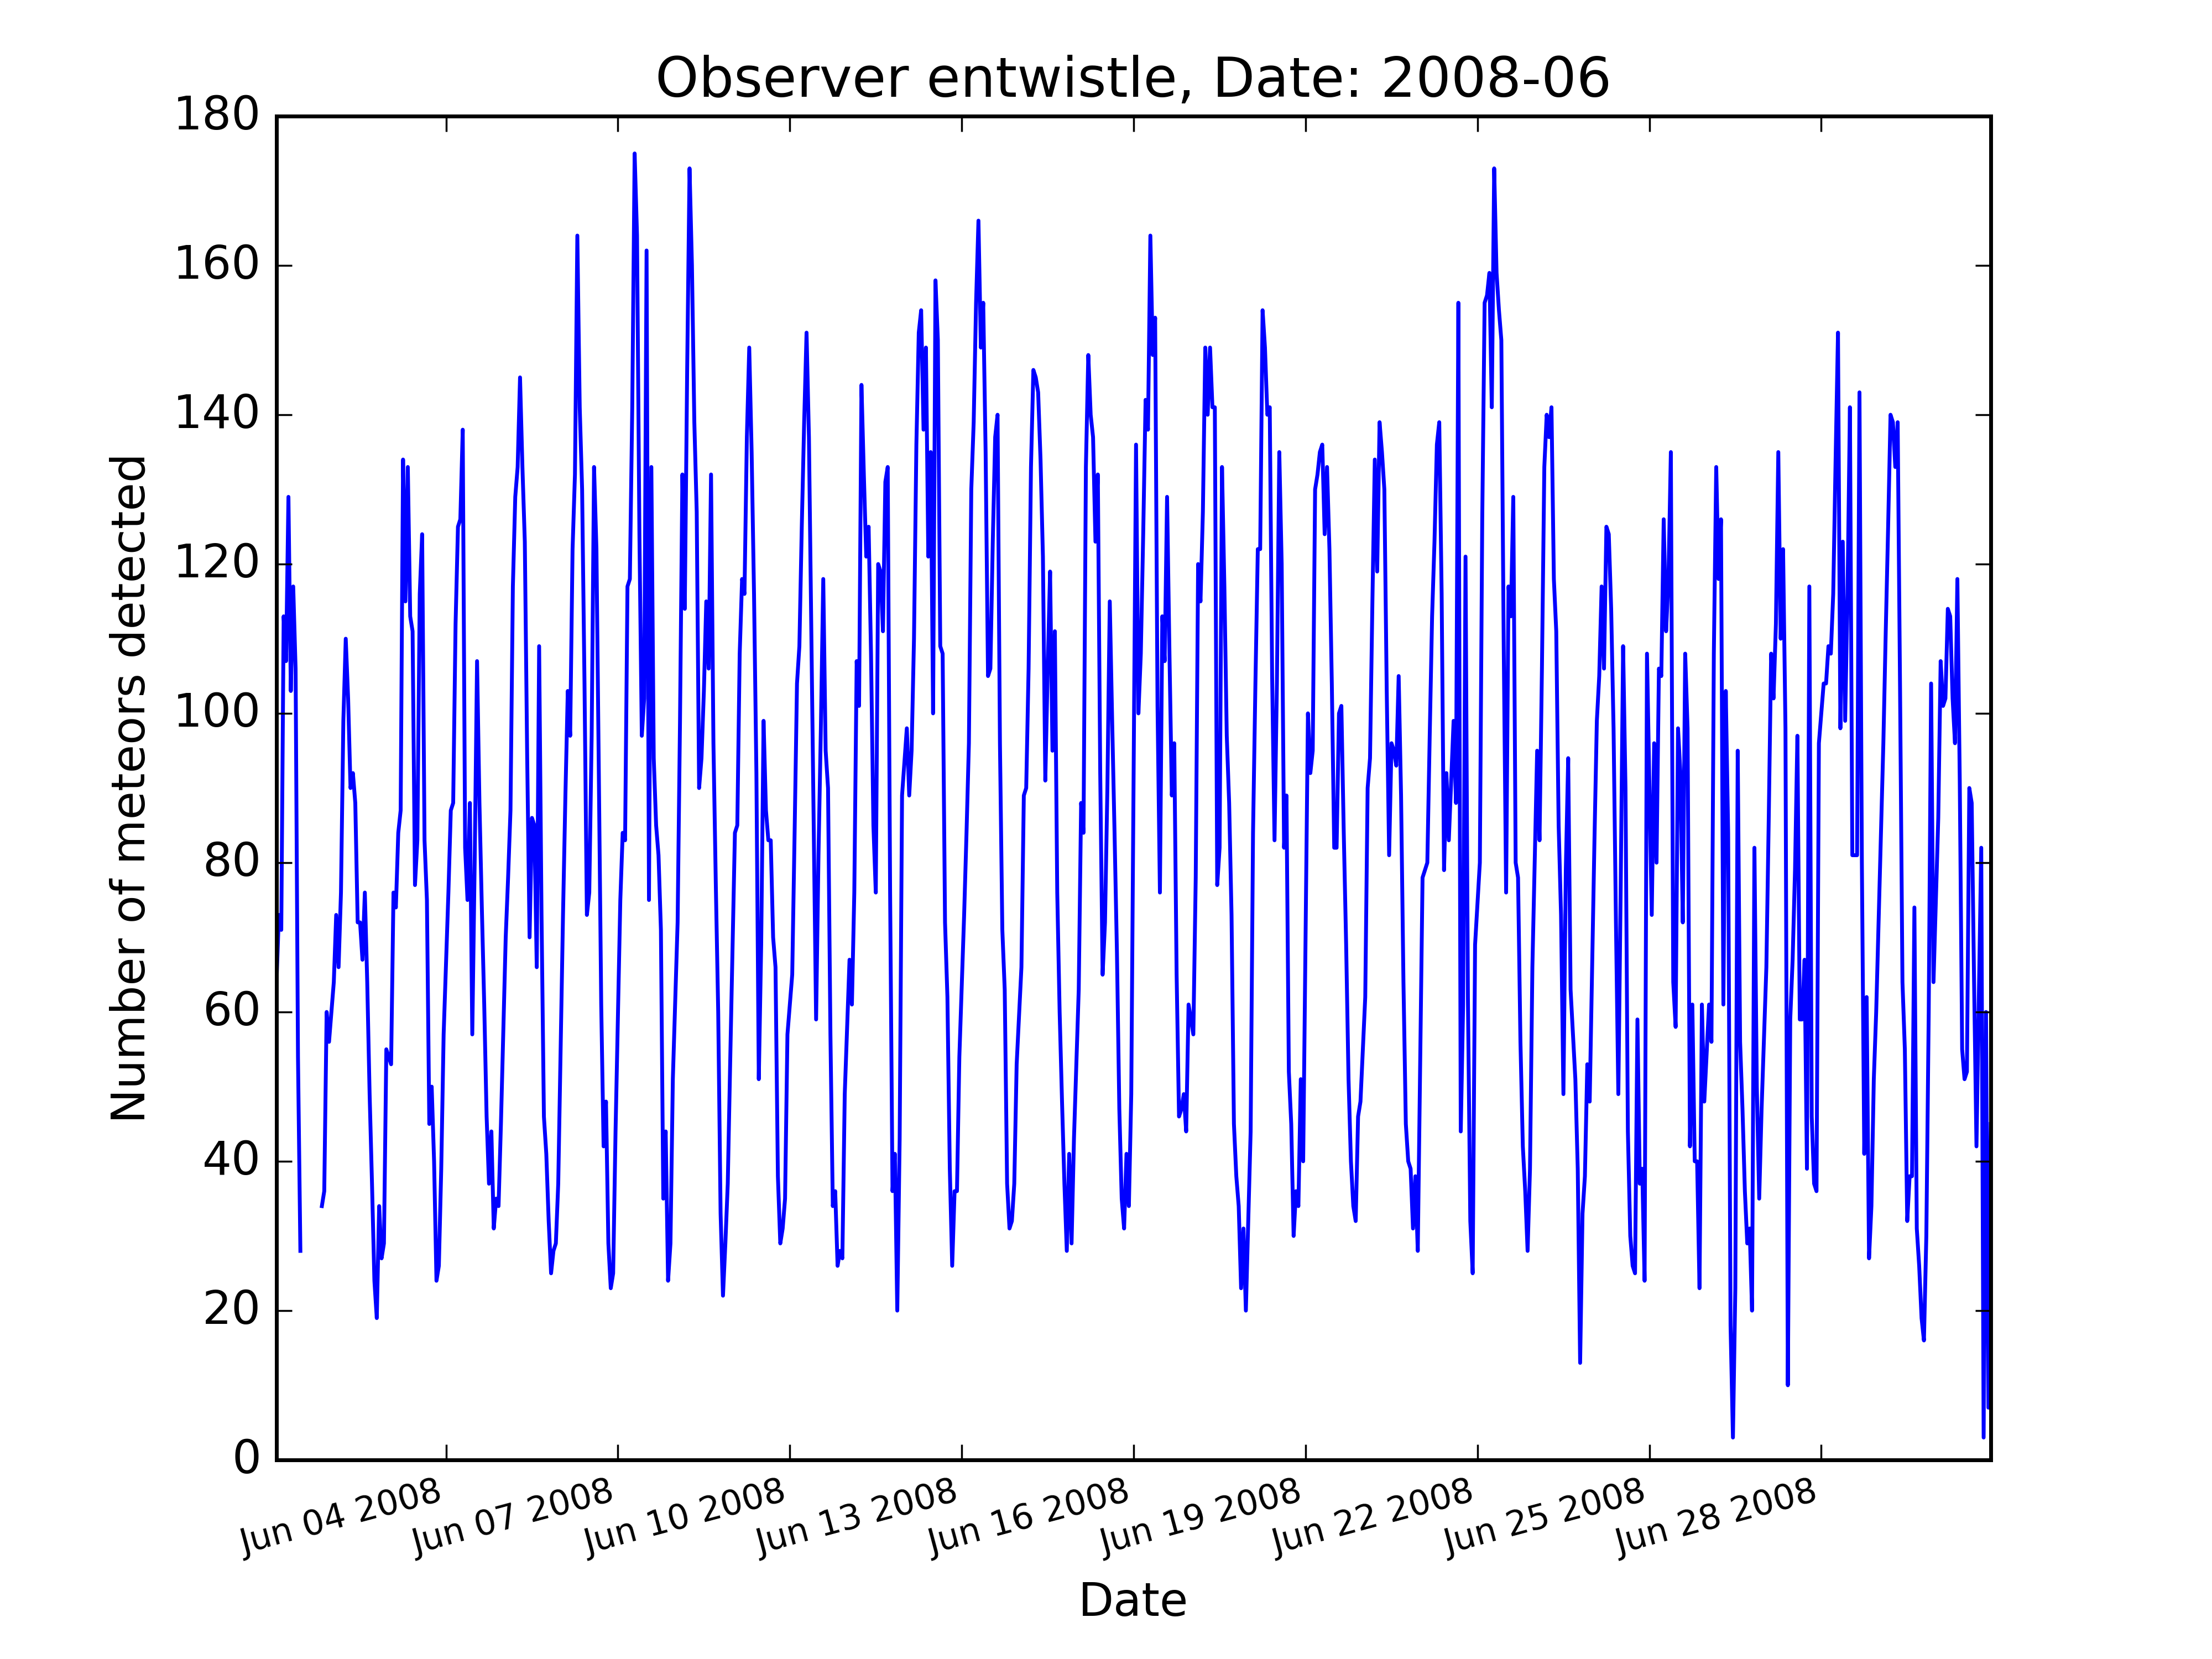 Observer entwistle, Date: 2008-06
180
160
140
120
100
80
60
40
20
0
Number of meteors detected
Jun 04 2008
Jun 07 2008
Jun 10 2008
Jun 13 2008
Jun 16 2008
Jun 19 2008
Jun 22 2008
Jun 25 2008
Jun 28 2008
Date